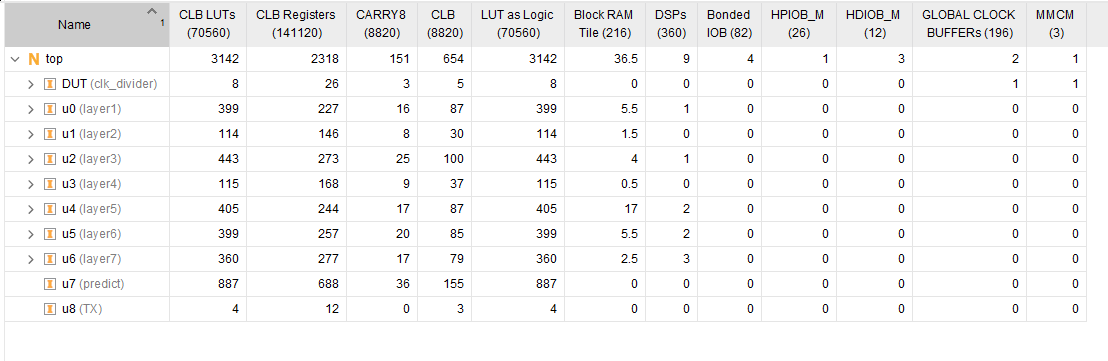 Name 1 CLB LUTs (70560) CLB Registers (141120) CARRY8 (8820) CLB (8820) LUT as Logic (70560) Block RAM Tile (216) DSPs (360) Bonded IOB (82) HPIOB_M (26) HDIOB_M (12) GLOBAL CLOCK BUFFERs (196) MMCM (3)
N top 3142 2318 151 654 3142 36.5 9 4 1 3 2 1
I DUT (clk_divider) 8 26 3 5 8 0 0 0 0 0 1 1
I u0 (layer1) 399 227 16 87 399 5.5 1 0 0 0 0 0
I u1 (layer2) 114 146 8 30 114 1.5 0 0 0 0 0 0
I u2 (layer3) 443 273 25 100 443 4 1 0 0 0 0 0
I u3 (layer4) 115 168 9 37 115 0.5 0 0 0 0 0 0
I u4 (layer5) 405 244 17 87 405 17 2 0 0 0 0 0
I u5 (layer6) 399 257 20 85 399 5.5 2 0 0 0 0 0
I u6 (layer7) 360 277 17 79 360 2.5 3 0 0 0 0 0
I u7 (predict) 887 688 36 155 887 0 0 0 0 0 0 0
I u8 (TX) 4 12 0 3 4 0 0 0 0 0 0 0